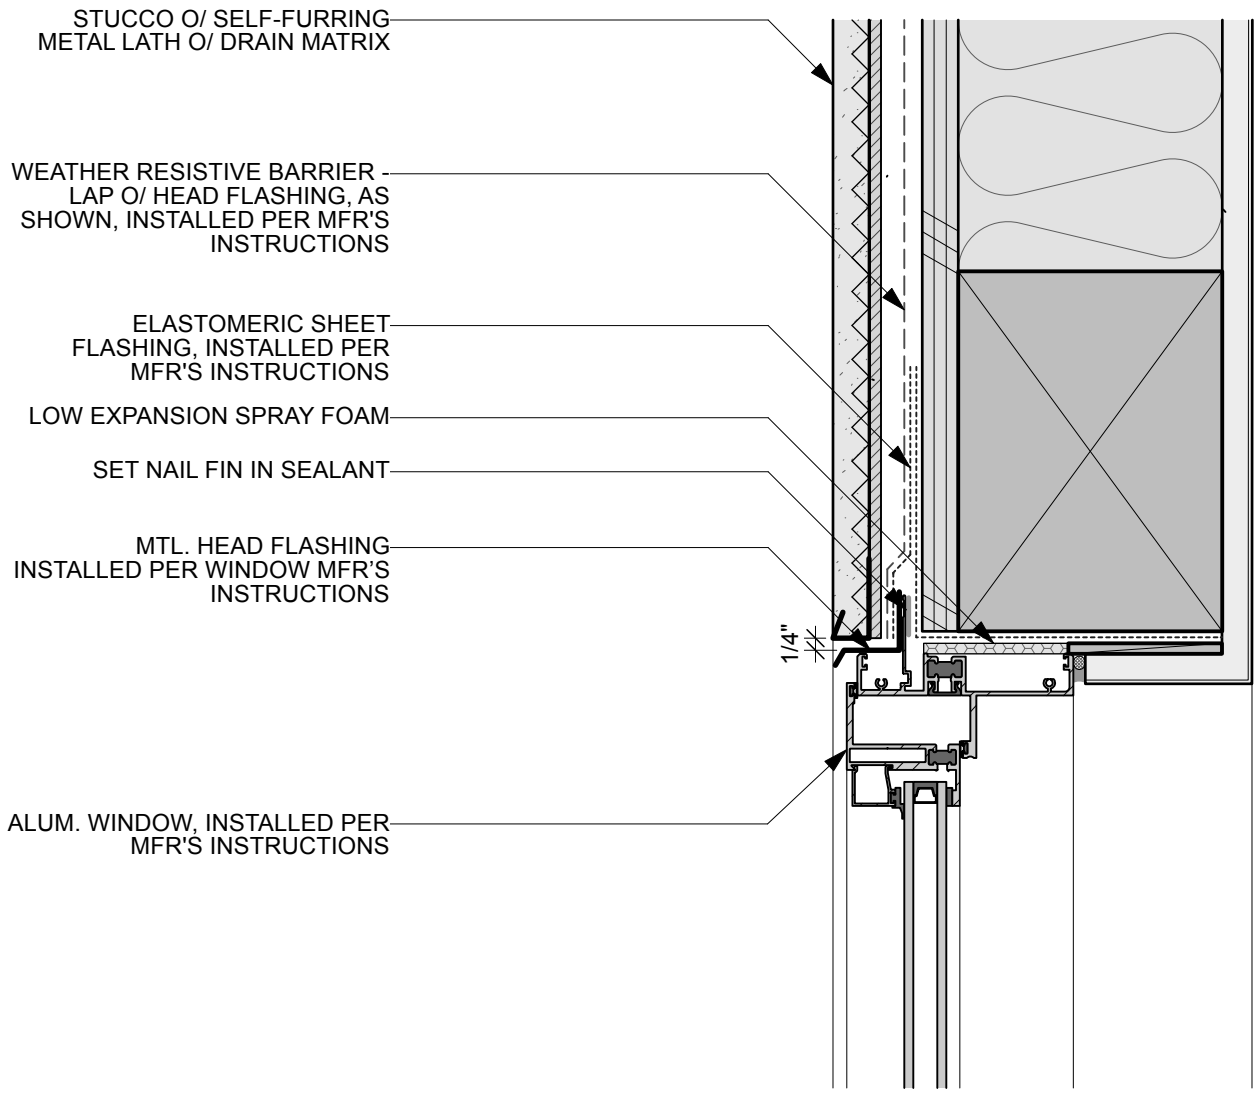 STUCCO O/ SELF-FURRING
METAL LATH O/ DRAIN MATRIX
WEATHER RESISTIVE BARRIER -
LAP O/ HEAD FLASHING, AS
SHOWN, INSTALLED PER MFR'S
INSTRUCTIONS
ELASTOMERIC SHEET
FLASHING, INSTALLED PER
MFR'S INSTRUCTIONS
LOW EXPANSION SPRAY FOAM
SET NAIL FIN IN SEALANT
MTL. HEAD FLASHING
INSTALLED PER WINDOW MFR’S
INSTRUCTIONS
1/4"
ALUM. WINDOW, INSTALLED PER
MFR'S INSTRUCTIONS